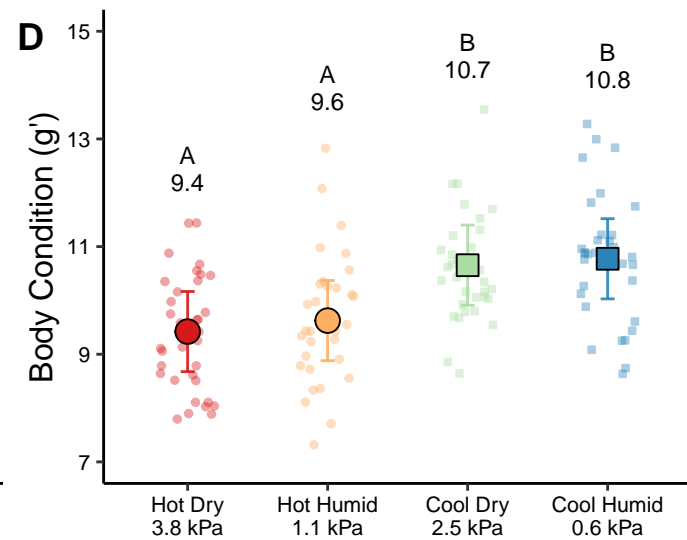 D
Body Condition (g')
15
13
11
9
7
A
9.4
A
9.6
B
10.7
B
10.8
Hot Dry
3.8 kPa
Hot Humid
1.1 kPa
Cool Dry
2.5 kPa
Cool Humid
0.6 kPa